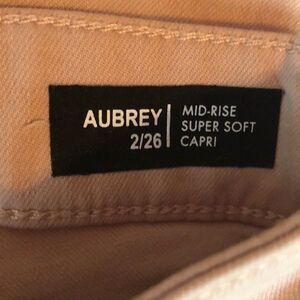 AUBREY
2/26
MID-RISE
SUPER SOFT
CAPRI